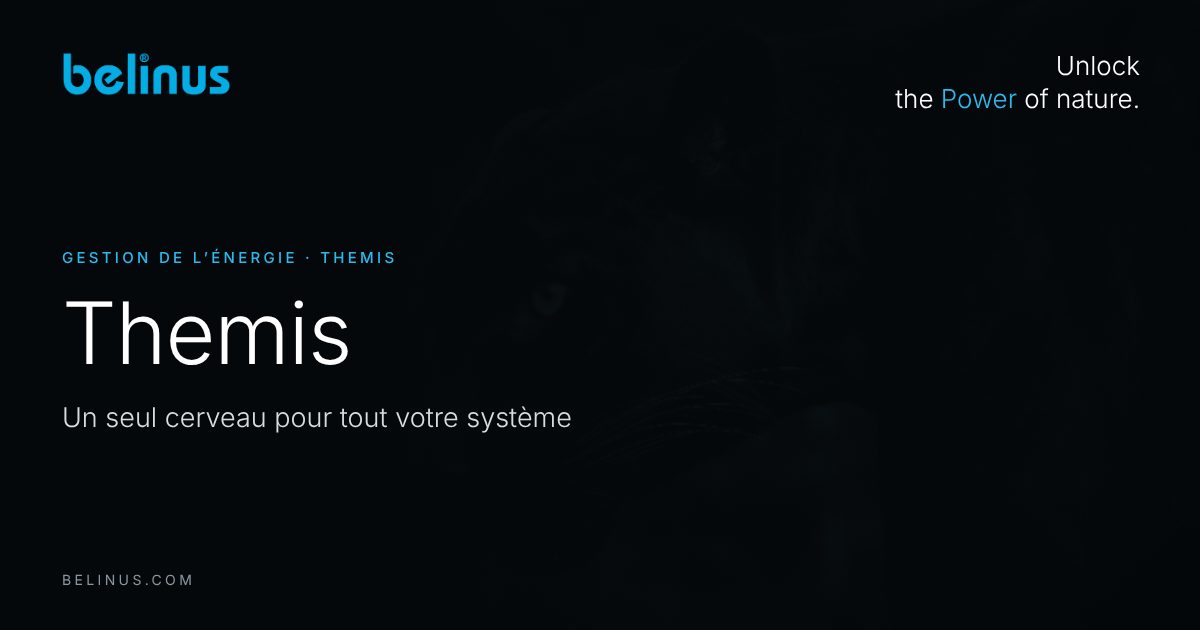 belinus®
Unlock
the Power of nature.
GESTION DE L’ÉNERGIE · THEMIS
Themis
Un seul cerveau pour tout votre système
BELINUS.COM